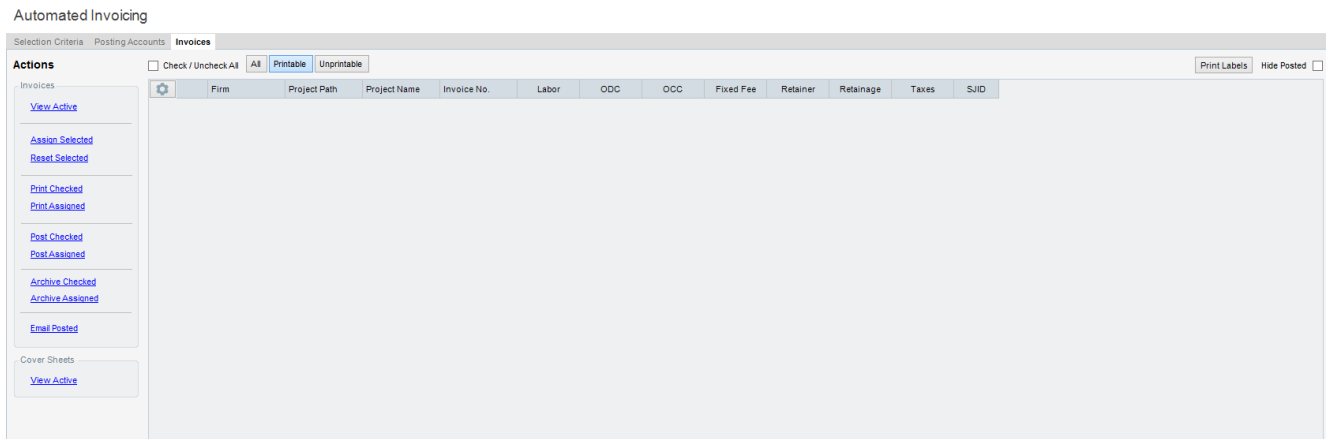 Automated Invoicing
Selection Criteria Posting Accounts Invoices
Actions
Check / Uncheck All All Printable Unprintable Print Labels Hide Posted
Invoices
Firm Project Path Project Name Invoice No. Labor ODC OCC Fixed Fee Retainer Retainage Taxes SJID
View Active
Assign Selected
Reset Selected
Print Checked
Print Assigned
Post Checked
Post Assigned
Archive Checked
Archive Assigned
Email Posted
Cover Sheets
View Active